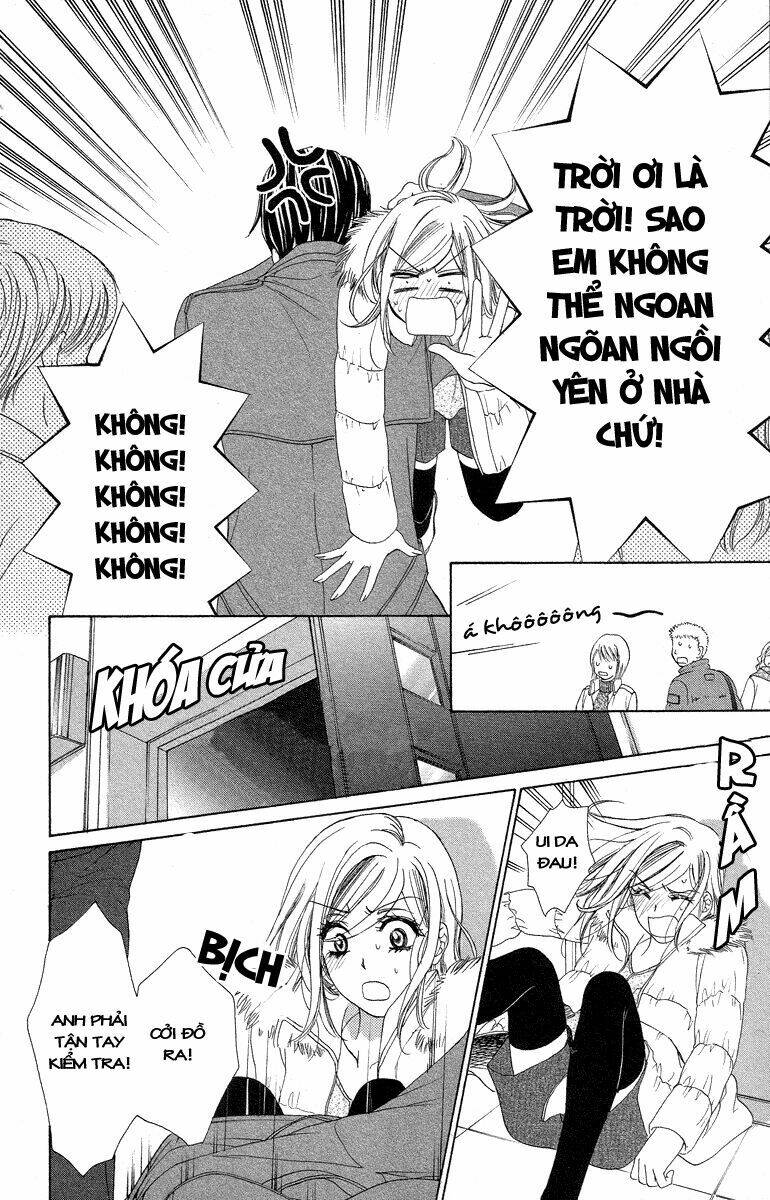 TRỜI ƠI LÀ
TRỜI! SAO
EM KHÔNG
THỂ NGOAN
NGÕAN NGỒI
YÊN Ở NHÀ
CHỨ!
KHÔNG!
KHÔNG!
KHÔNG!
KHÔNG!
KHÔNG!
á khôôôôông
KHÓA CỬA
RẦM
UI DA
ĐAU!
BỊCH
CỞI ĐỒ
RA!
ANH PHẢI
TẬN TAY
KIỂM TRA!